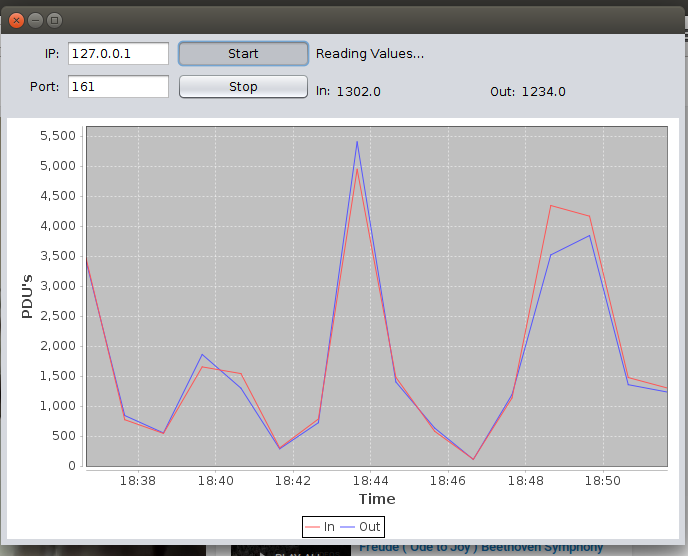 IP: 127.0.0.1 Start Reading Values...
Port: 161 Stop In: 1302.0 Out: 1234.0
5,500
5,000
4,500
4,000
3,500
3,000
2,500
2,000
1,500
1,000
500
0
PDU's
18:38 18:40 18:42 18:44 18:46 18:48 18:50
Time
In Out
Freude ( Ode to Joy ) Beethoven Symphony